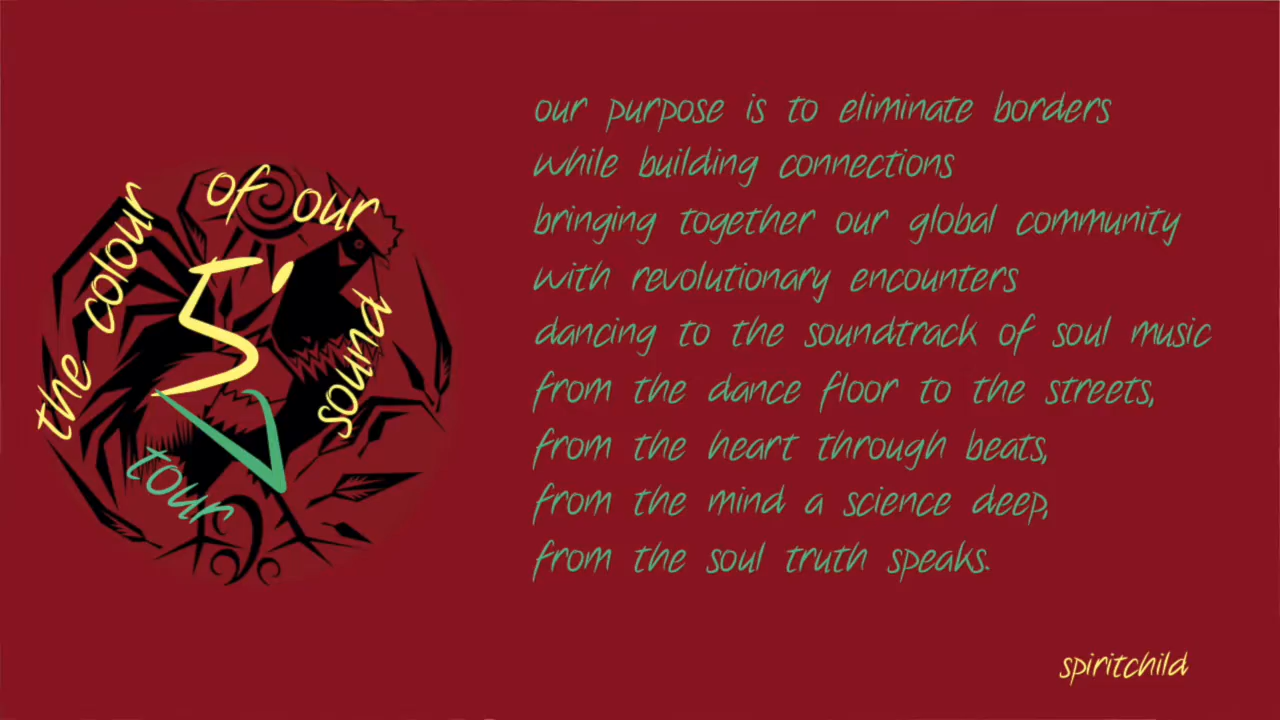 the colour of our sound
tour
our purpose is to eliminate borders
while building connections
bringing together our global community
with revolutionary encounters
dancing to the soundtrack of soul music
from the dance floor to the streets,
from the heart through beats,
from the mind a science deep,
from the soul truth speaks.
spiritchild